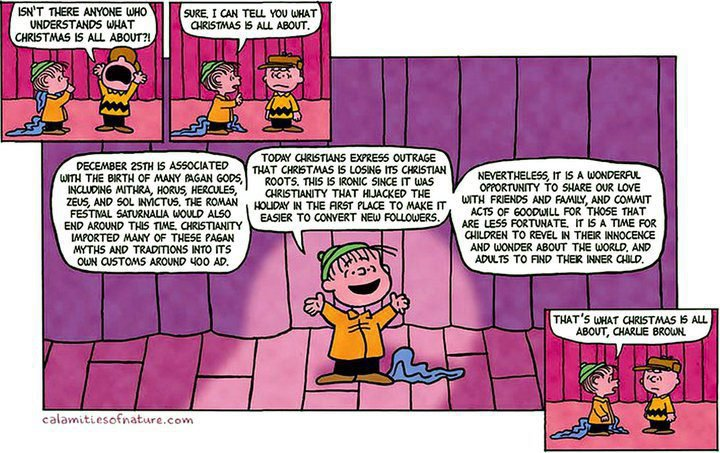 ISN'T THERE ANYONE WHO
UNDERSTANDS WHAT
CHRISTMAS IS ALL ABOUT?!
SURE, I CAN TELL YOU WHAT
CHRISTMAS IS ALL ABOUT.
DECEMBER 25TH IS ASSOCIATED
WITH THE BIRTH OF MANY PAGAN GODS,
INCLUDING MITHRA, HORUS, HERCULES,
ZEUS, AND SOL INVICTUS. THE ROMAN
FESTIVAL SATURNALIA WOULD ALSO
END AROUND THIS TIME. CHRISTIANITY
IMPORTED MANY OF THESE PAGAN
MYTHS AND TRADITIONS INTO ITS
OWN CUSTOMS AROUND 400 AD.
TODAY CHRISTIANS EXPRESS OUTRAGE
THAT CHRISTMAS IS LOSING ITS CHRISTIAN
ROOTS. THIS IS IRONIC SINCE IT WAS
CHRISTIANITY THAT HIJACKED THE
HOLIDAY IN THE FIRST PLACE TO MAKE IT
EASIER TO CONVERT NEW FOLLOWERS.
NEVERTHELESS, IT IS A WONDERFUL
OPPORTUNITY TO SHARE OUR LOVE
WITH FRIENDS AND FAMILY, AND COMMIT
ACTS OF GOODWILL FOR THOSE THAT
ARE LESS FORTUNATE. IT IS A TIME FOR
CHILDREN TO REVEL IN THEIR INNOCENCE
AND WONDER ABOUT THE WORLD, AND
ADULTS TO FIND THEIR INNER CHILD.
THAT'S WHAT CHRISTMAS IS ALL
ABOUT, CHARLIE BROWN.
calamitiesofnature.com